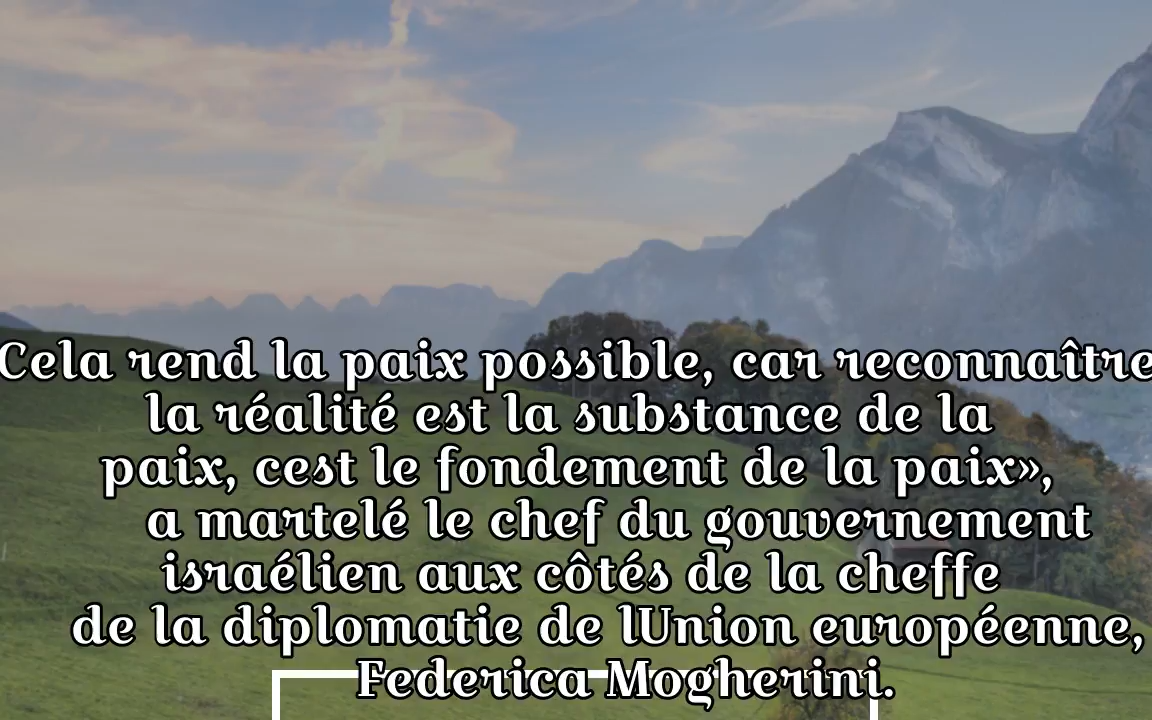 Cela rend la paix possible, car reconnaître
la réalité est la substance de la
paix, cest le fondement de la paix»,
a martelé le chef du gouvernement
israélien aux côtés de la cheffe
de la diplomatie de lUnion européenne,
Federica Mogherini.